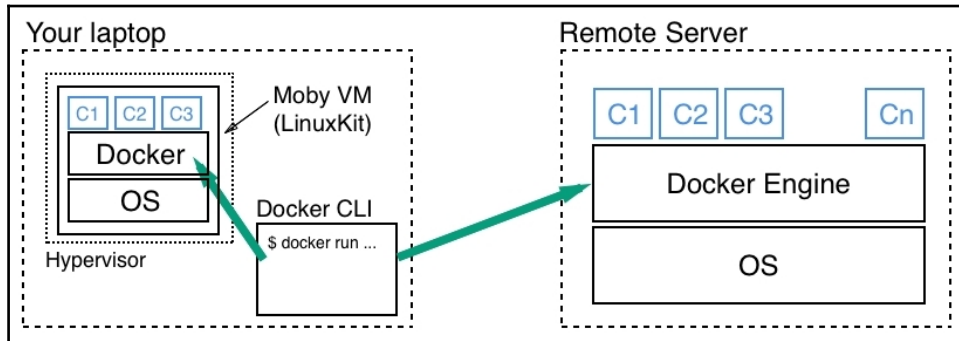 Your laptop
C1 C2 C3
Docker
OS
Hypervisor
Moby VM
(LinuxKit)
Docker CLI
$ docker run ...
Remote Server
C1 C2 C3 Cn
Docker Engine
OS